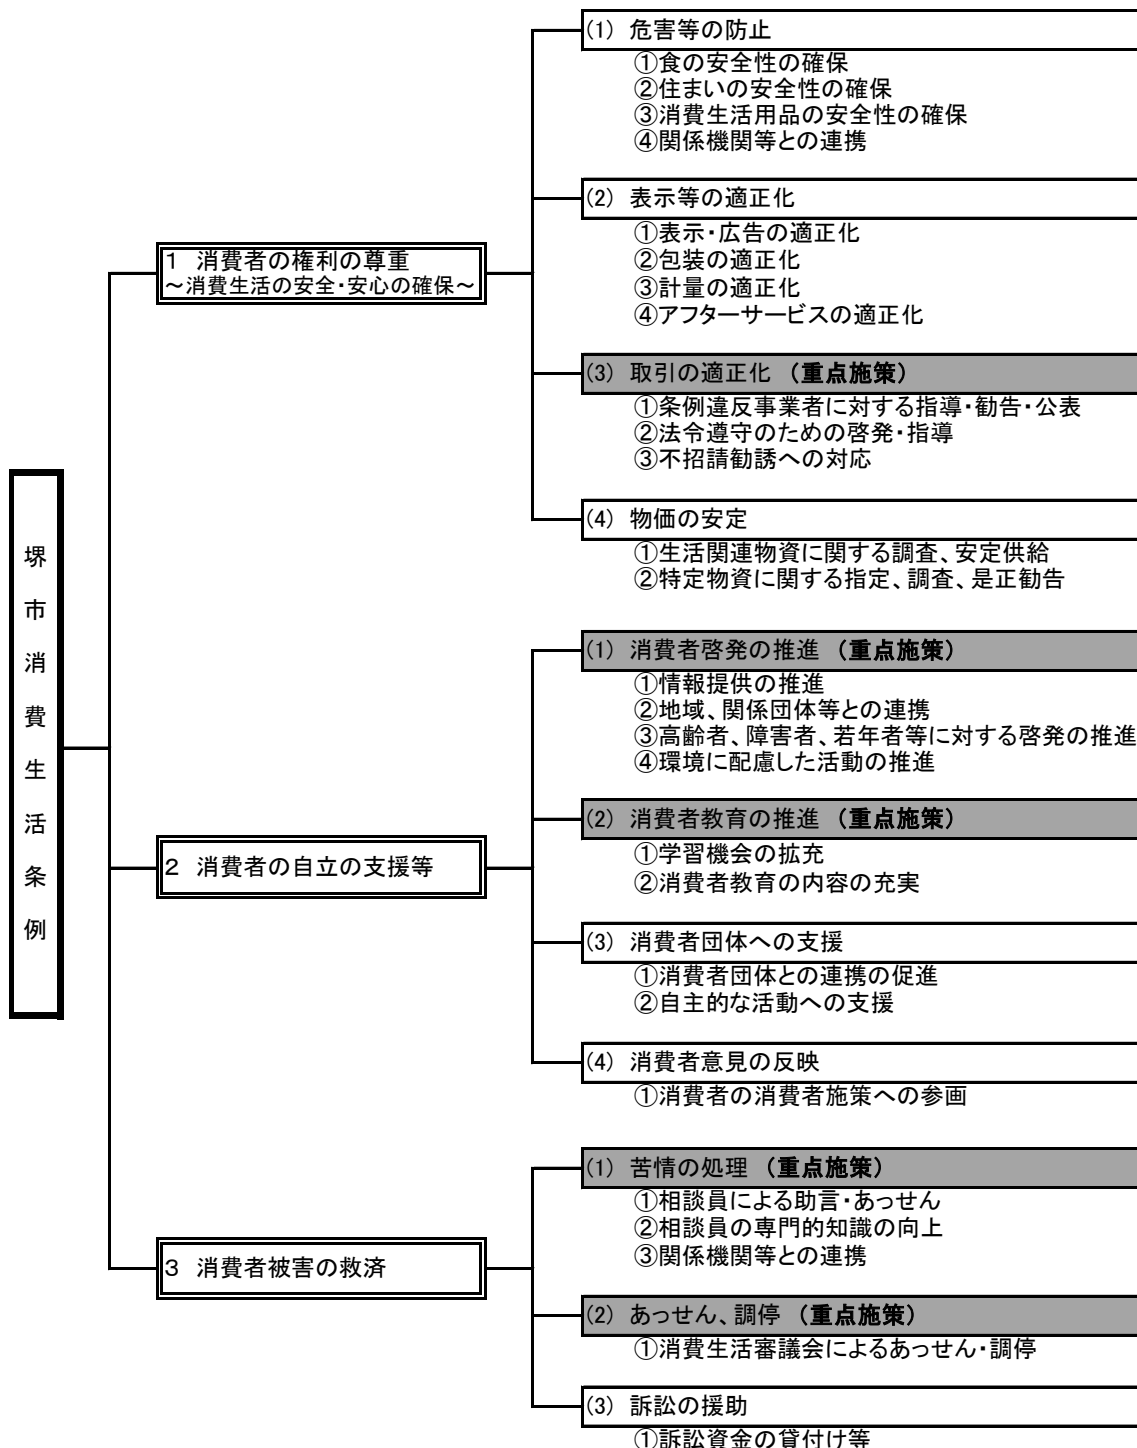 堺市消費生活条例
1 消費者の権利の尊重
～消費生活の安全・安心の確保～
(1) 危害等の防止
①食の安全性の確保
②住まいの安全性の確保
③消費生活用品の安全性の確保
④関係機関等との連携
(2) 表示等の適正化
①表示・広告の適正化
②包装の適正化
③計量の適正化
④アフターサービスの適正化
(3) 取引の適正化 （重点施策）
①条例違反事業者に対する指導・勧告・公表
②法令遵守のための啓発・指導
③不招請勧誘への対応
(4) 物価の安定
①生活関連物資に関する調査、安定供給
②特定物資に関する指定、調査、是正勧告
2 消費者の自立の支援等
(1) 消費者啓発の推進 （重点施策）
①情報提供の推進
②地域、関係団体等との連携
③高齢者、障害者、若年者等に対する啓発の推進
④環境に配慮した活動の推進
(2) 消費者教育の推進 （重点施策）
①学習機会の拡充
②消費者教育の内容の充実
(3) 消費者団体への支援
①消費者団体との連携の促進
②自主的な活動への支援
(4) 消費者意見の反映
①消費者の消費者施策への参画
3 消費者被害の救済
(1) 苦情の処理 （重点施策）
①相談員による助言・あっせん
②相談員の専門的知識の向上
③関係機関等との連携
(2) あっせん、調停 （重点施策）
①消費生活審議会によるあっせん・調停
(3) 訴訟の援助
①訴訟資金の貸付け等